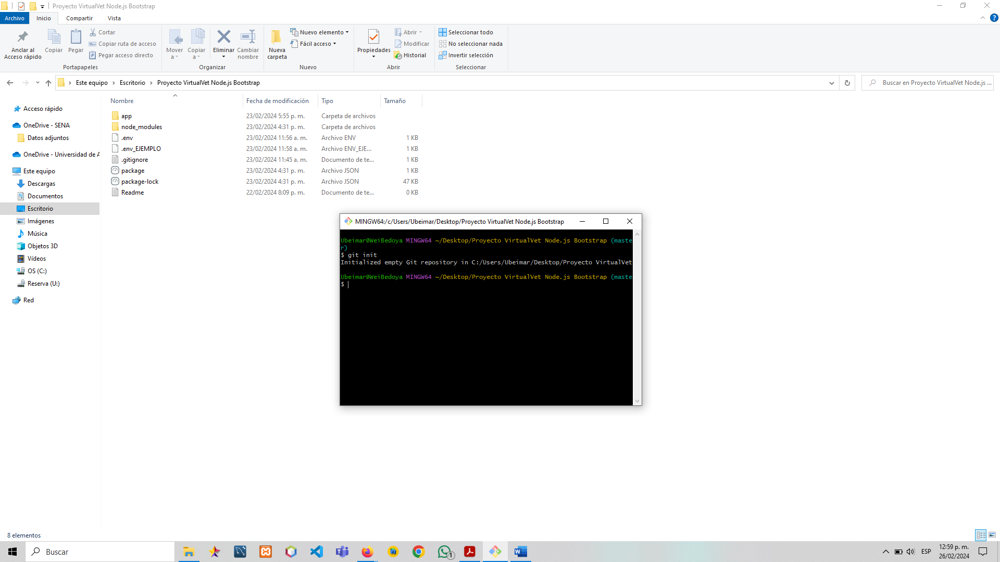 Proyecto VirtualVet Node.js Bootstrap
Archivo
Inicio
Compartir
Vista
Anclar al
Acceso rápido
Copiar
Pegar
Cortar
Copiar ruta de acceso
Pegar acceso directo
Portapapeles
Mover
a
Copiar
a
Eliminar
Cambiar
nombre
Organizar
Nueva
carpeta
Nuevo elemento
Fácil acceso
Nuevo
Propiedades
Abrir
Modificar
Historial
Abrir
Seleccionar todo
No seleccionar nada
Invertir selección
Seleccionar
Este equipo › Escritorio › Proyecto VirtualVet Node.js Bootstrap
Buscar en Proyecto VirtualVet Node.js ...
Acceso rápido
OneDrive - SENA
Datos adjuntos
OneDrive - Universidad de A
Este equipo
Descargas
Documentos
Escritorio
Imágenes
Música
Objetos 3D
Vídeos
OS (C:)
Reserva (U:)
Red
Nombre Fecha de modificación Tipo Tamaño
app 23/02/2024 5:55 p. m. Carpeta de archivos
node_modules 23/02/2024 4:31 p. m. Carpeta de archivos
.env 23/02/2024 11:56 a. m. Archivo ENV 1 KB
.env_EJEMPLO 23/02/2024 11:58 a. m. Archivo ENV_EJE... 1 KB
.gitignore 23/02/2024 11:45 a. m. Documento de te... 1 KB
package 23/02/2024 4:31 p. m. Archivo JSON 1 KB
package-lock 23/02/2024 4:31 p. m. Archivo JSON 47 KB
Readme 22/02/2024 8:09 p. m. Documento de te... 0 KB
MINGW64:/c/Users/Ubeimar/Desktop/Proyecto VirtualVet Node.js Bootstrap
Ubeimar@WeiBedoya MINGW64 ~/Desktop/Proyecto VirtualVet Node.js Bootstrap (maste
r)
$ git init
Initialized empty Git repository in C:/Users/Ubeimar/Desktop/Proyecto VirtualVet
Ubeimar@WeiBedoya MINGW64 ~/Desktop/Proyecto VirtualVet Node.js Bootstrap (maste
$
8 elementos
Buscar
1
ESP
12:59 p. m.
26/02/2024